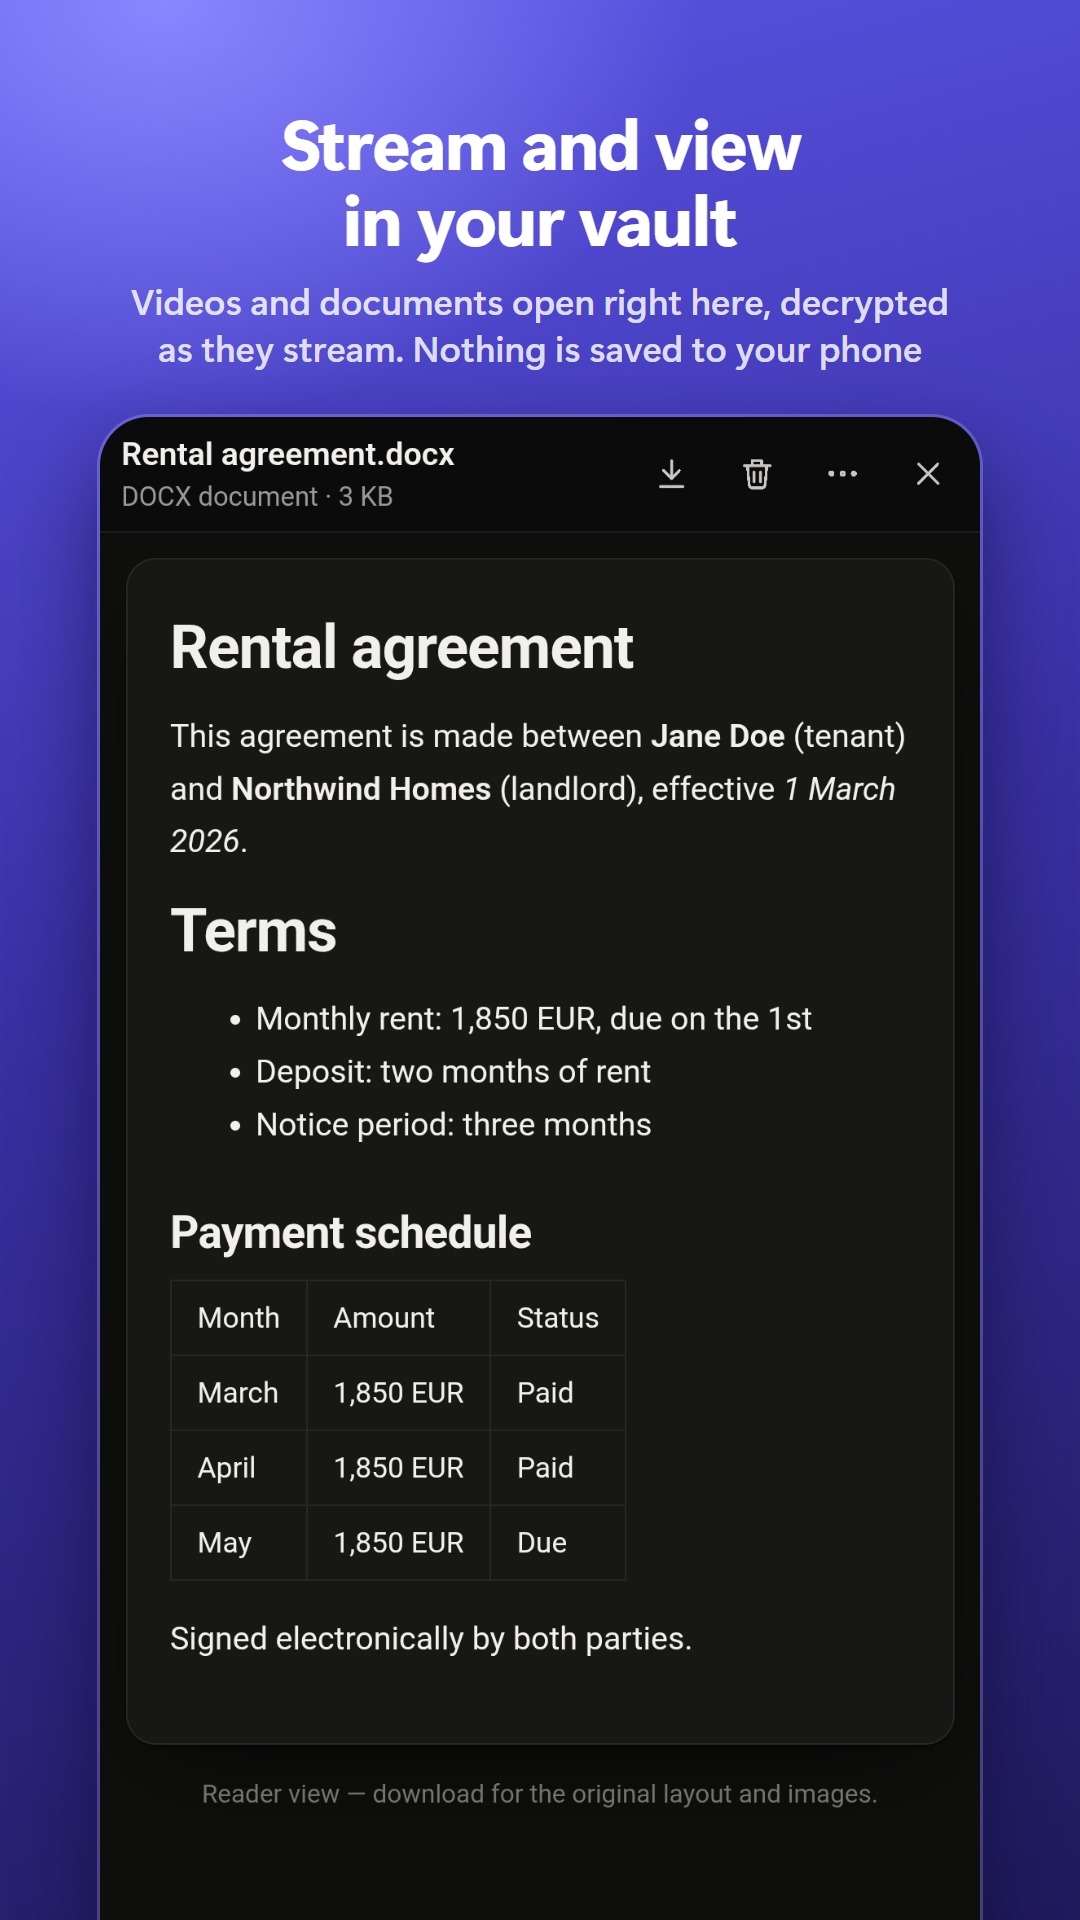 Stream and view
in your vault
Videos and documents open right here, decrypted
as they stream. Nothing is saved to your phone
Rental agreement.docx
DOCX document · 3 KB
Rental agreement
This agreement is made between Jane Doe (tenant)
and Northwind Homes (landlord), effective 1 March
2026.
Terms
• Monthly rent: 1,850 EUR, due on the 1st
• Deposit: two months of rent
• Notice period: three months
Payment schedule
Month Amount Status
March 1,850 EUR Paid
April 1,850 EUR Paid
May 1,850 EUR Due
Signed electronically by both parties.
Reader view — download for the original layout and images.